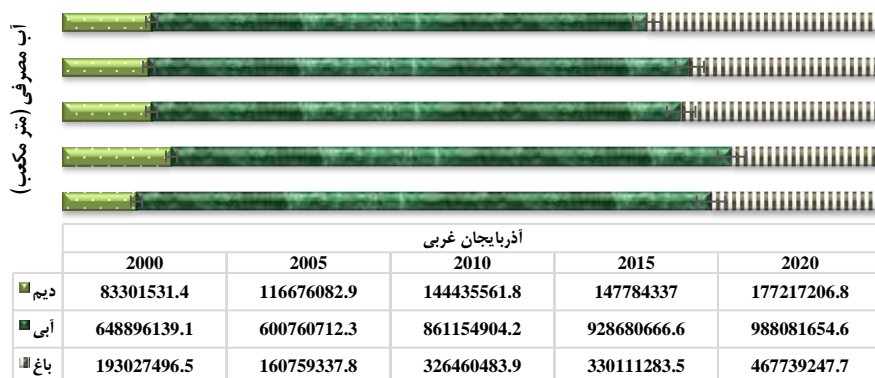 آب مصرفی (متر مکعب)
آذربایجان غربی
2000 2005 2010 2015 2020
دیم 83301531.4 116676082.9 144435561.8 147784337 177217206.8
آبی 648896139.1 600760712.3 861154904.2 928680666.6 988081654.6
باغ 193027496.5 160759337.8 326460483.9 330111283.5 467739247.7